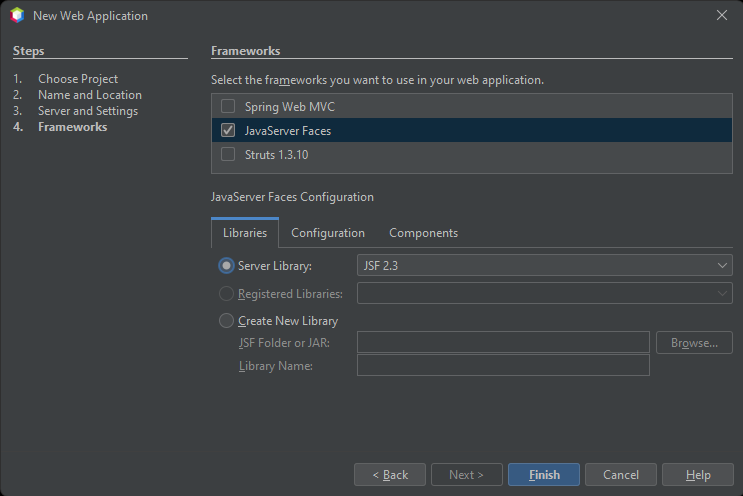 New Web Application
Steps
1. Choose Project
2. Name and Location
3. Server and Settings
4. Frameworks
Frameworks
Select the frameworks you want to use in your web application.
Spring Web MVC
JavaServer Faces
Struts 1.3.10
JavaServer Faces Configuration
Libraries Configuration Components
Server Library: JSF 2.3
Registered Libraries:
Create New Library
JSF Folder or JAR: Browse...
Library Name:
< Back Next > Finish Cancel Help